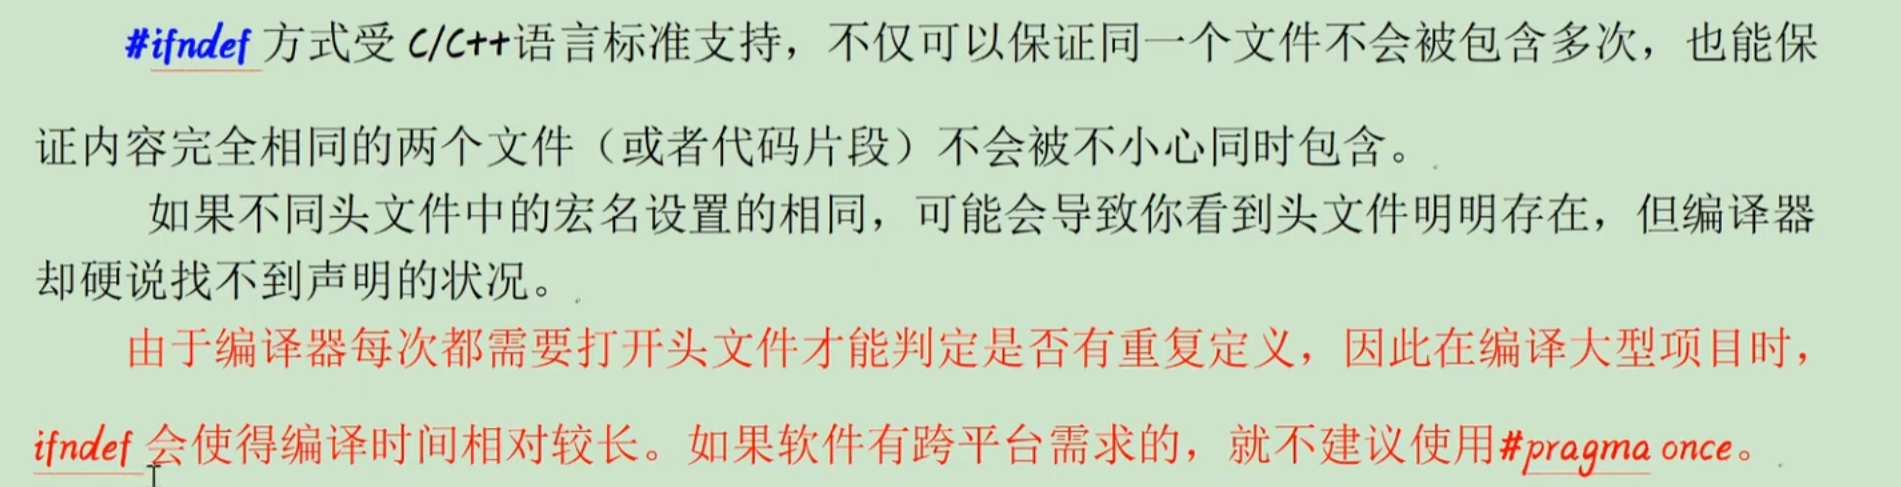 #ifndef 方式受 C/C++语言标准支持，不仅可以保证同一个文件不会被包含多次，也能保
证内容完全相同的两个文件（或者代码片段）不会被不小心同时包含。
如果不同头文件中的宏名设置的相同，可能会导致你看到头文件明明存在，但编译器
却硬说找不到声明的状况。
由于编译器每次都需要打开头文件才能判定是否有重复定义，因此在编译大型项目时，
ifndef 会使得编译时间相对较长。如果软件有跨平台需求的，就不建议使用#pragma once。